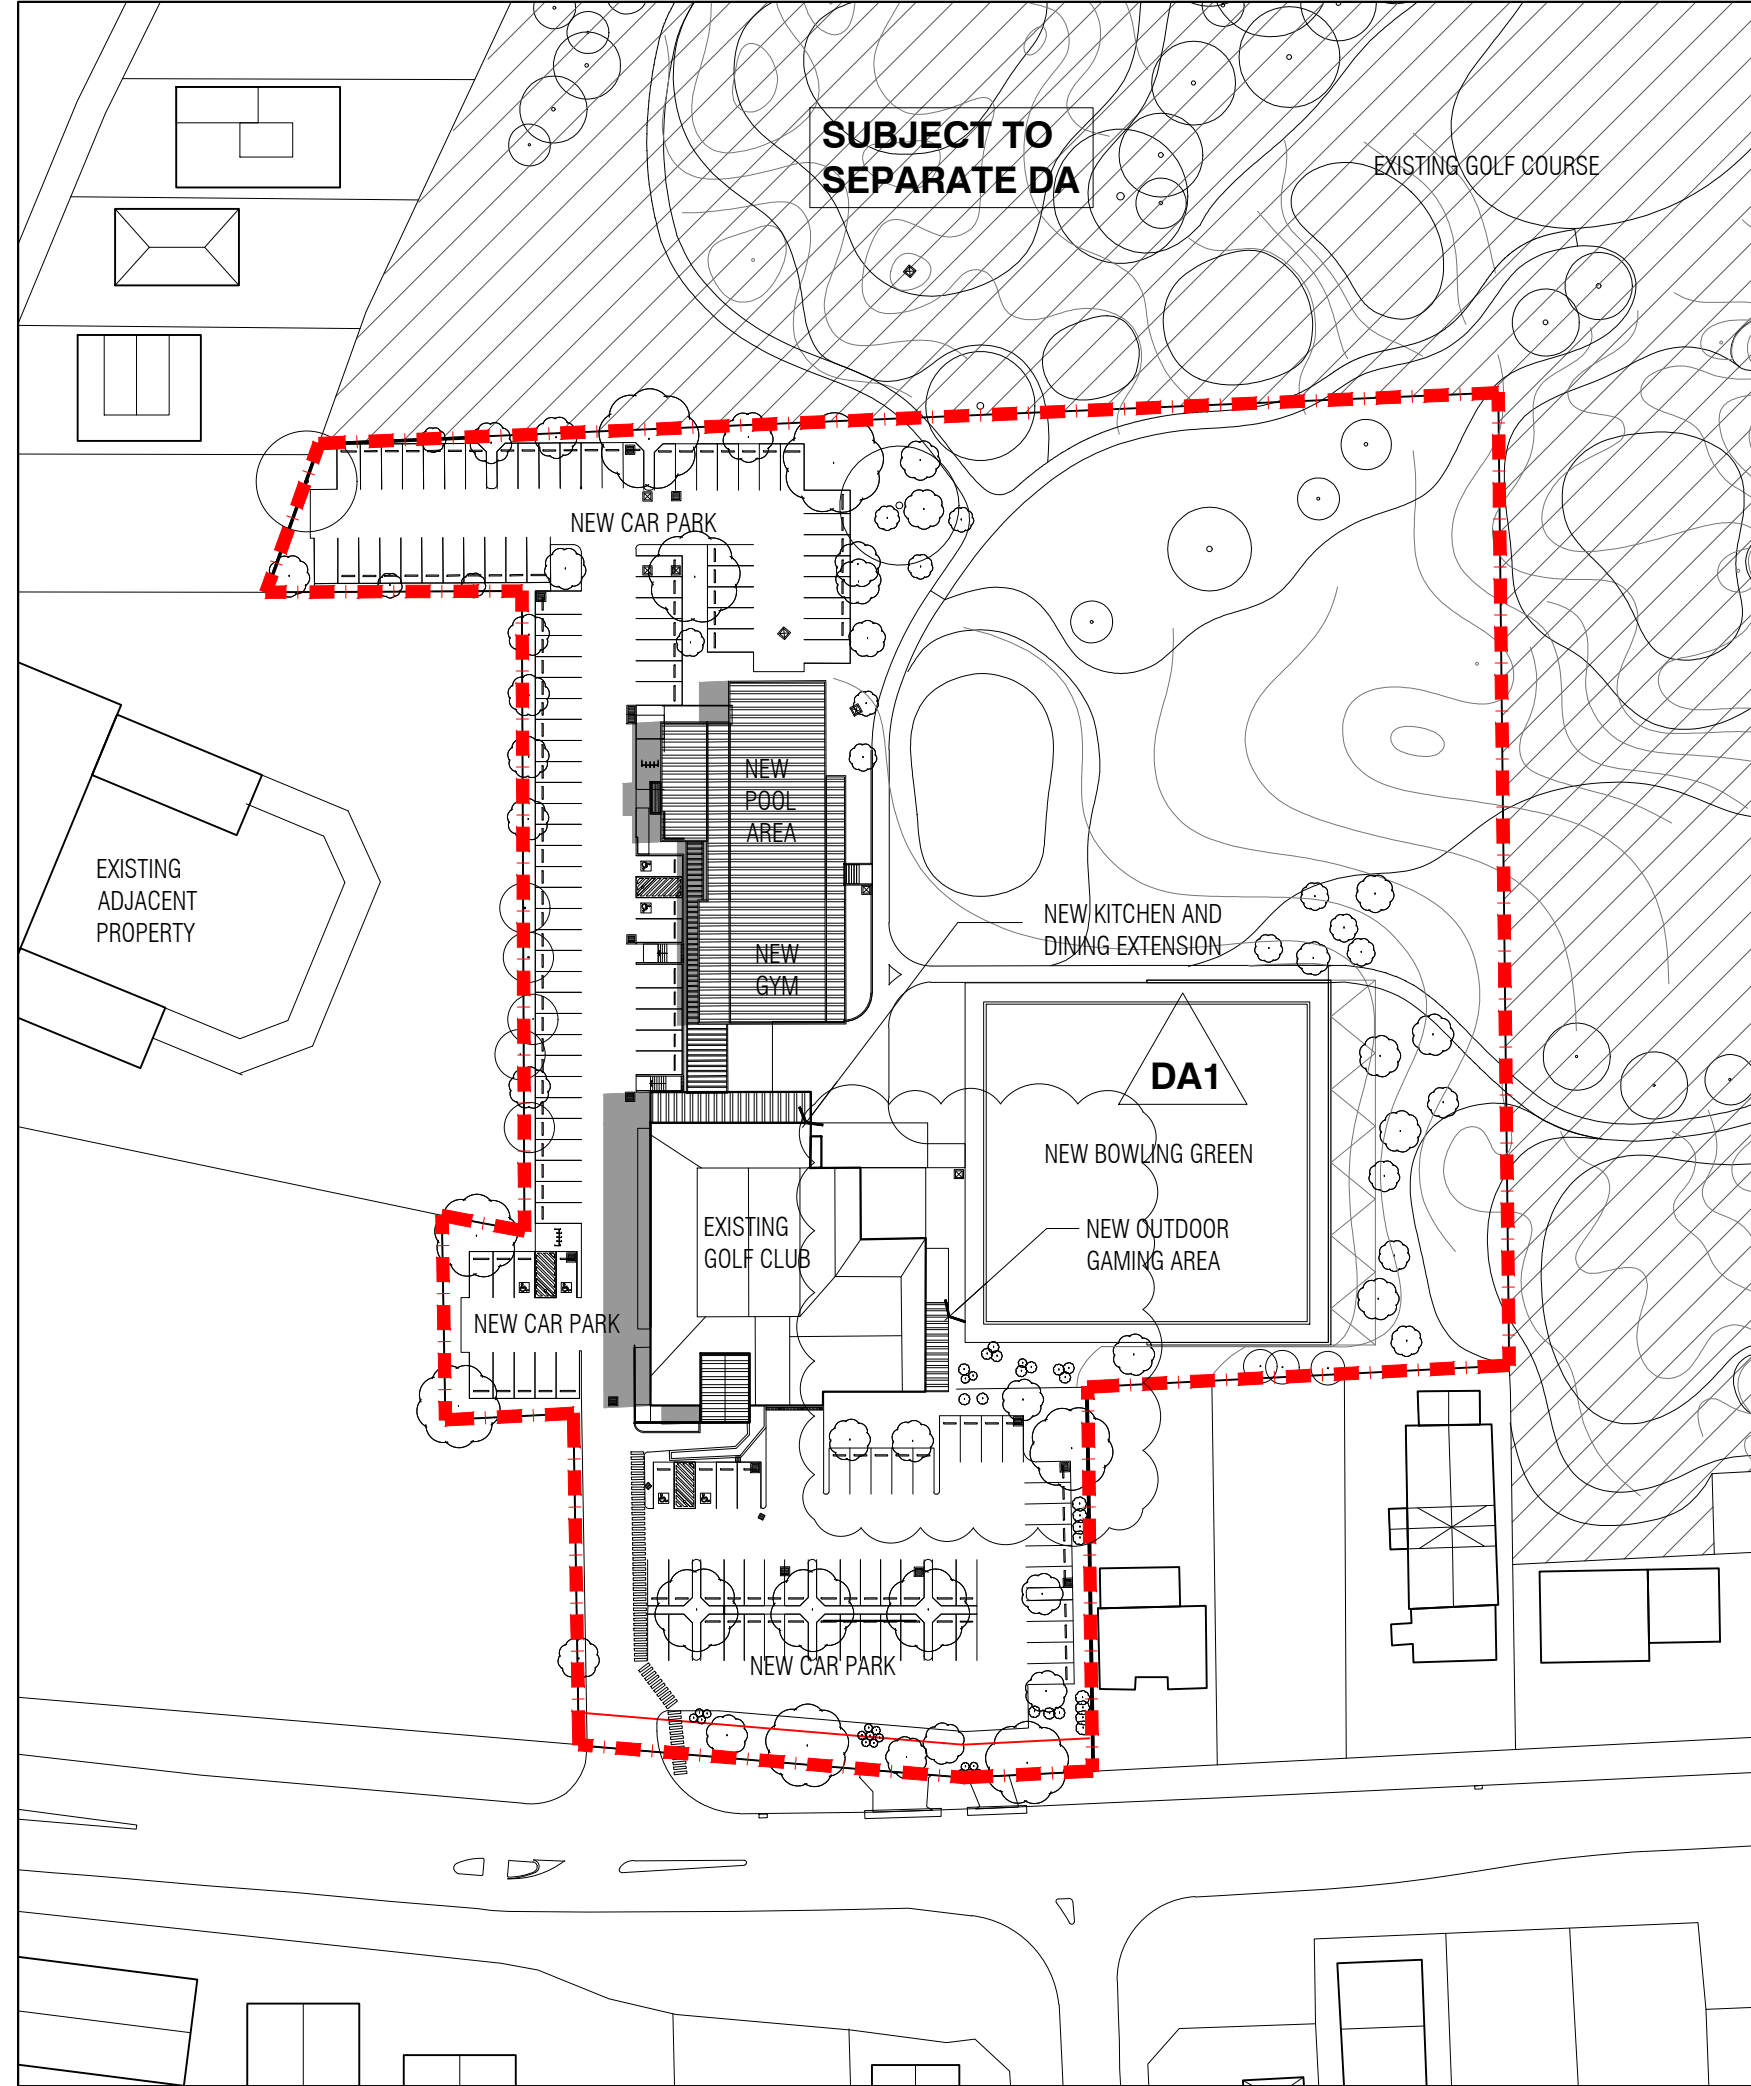 SUBJECT TO
SEPARATE DA
EXISTING GOLF COURSE
NEW CAR PARK
NEW
POOL
AREA
EXISTING
ADJACENT
PROPERTY
NEW KITCHEN AND
DINING EXTENSION
NEW
GYM
DA1
NEW BOWLING GREEN
EXISTING
GOLF CLUB
NEW OUTDOOR
GAMING AREA
NEW CAR PARK
NEW CAR PARK